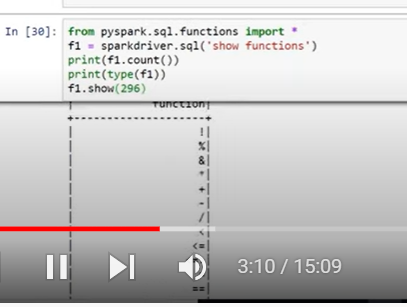 In [30]: from pyspark.sql.functions import *
f1 = sparkdriver.sql('show functions')
print(f1.count())
print(type(f1))
f1.show(296)
| function|
+--------------------+
| !|
| %|
| &|
| *|
| +|
| -|
| /|
| <|
| <=|
3:10 / 15:09
| ==|